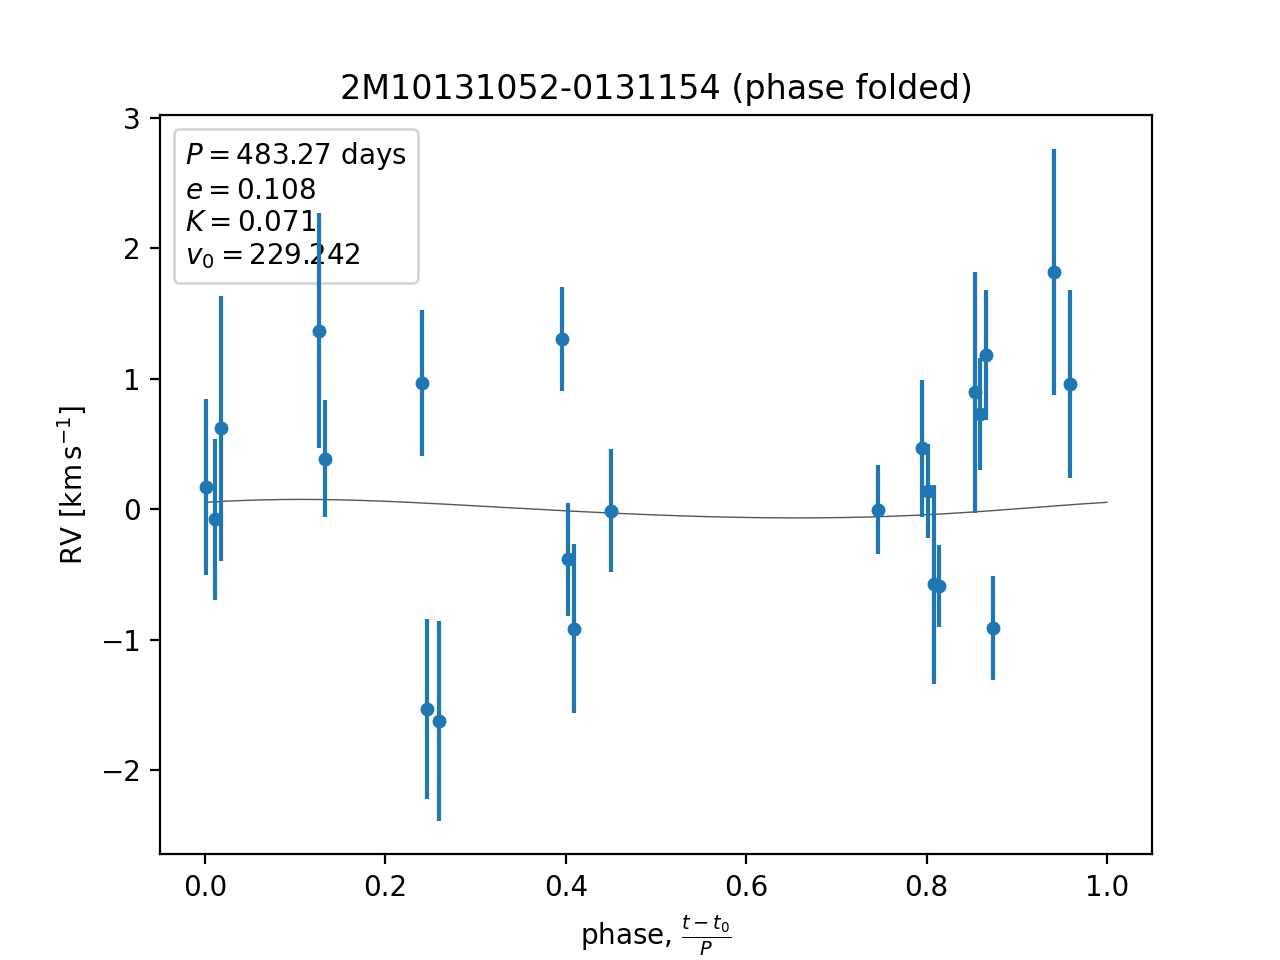 2M10131052-0131154 (phase folded)
P = 483.27 days
e = 0.108
K = 0.071
v₀ = 229.242
3
2
1
0
−1
−2
RV [km s⁻¹]
0.0 0.2 0.4 0.6 0.8 1.0
phase, (t − t₀)/P